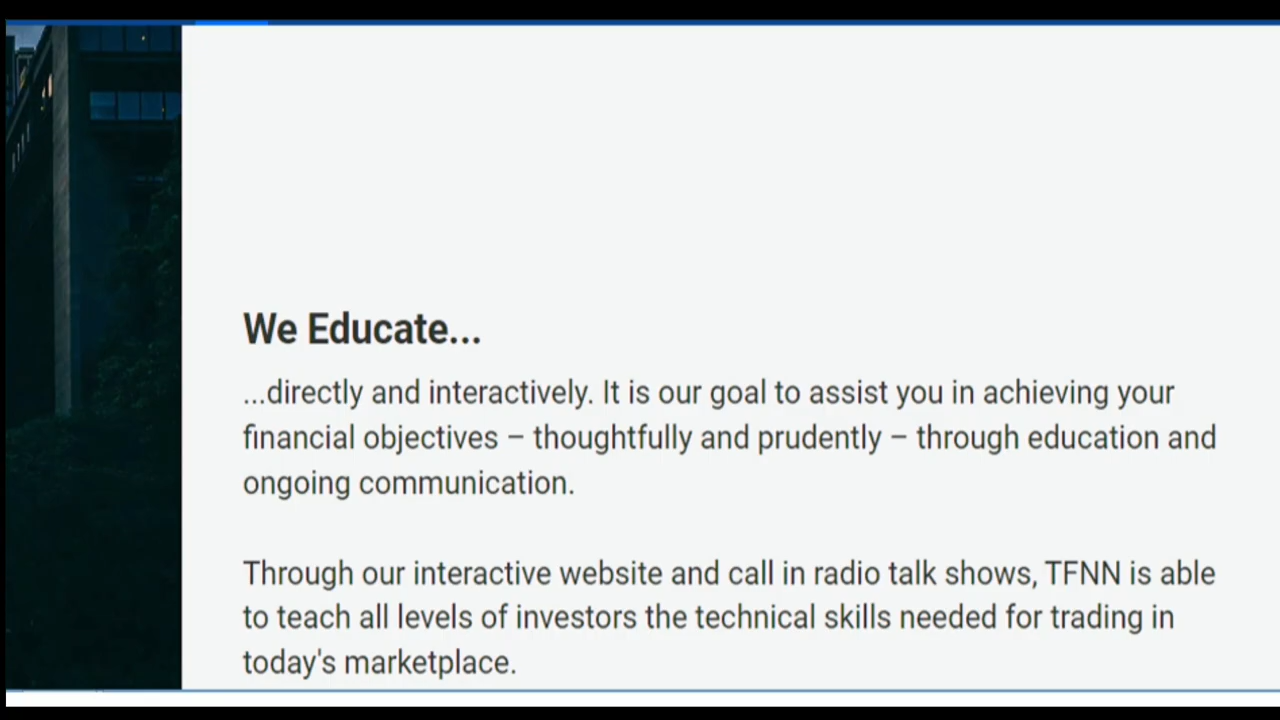 We Educate...
...directly and interactively. It is our goal to assist you in achieving your
financial objectives – thoughtfully and prudently – through education and
ongoing communication.
Through our interactive website and call in radio talk shows, TFNN is able
to teach all levels of investors the technical skills needed for trading in
today's marketplace.